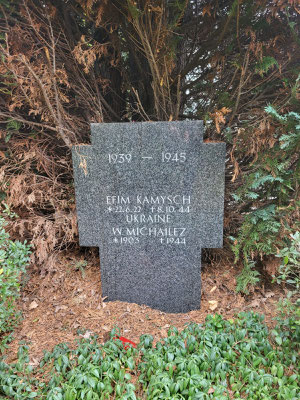 1939 — 1945
EFIM KAMYSCH
*22.6.22 †8.10.44
UKRAINE
W. MICHAILEZ
*1903 †1944